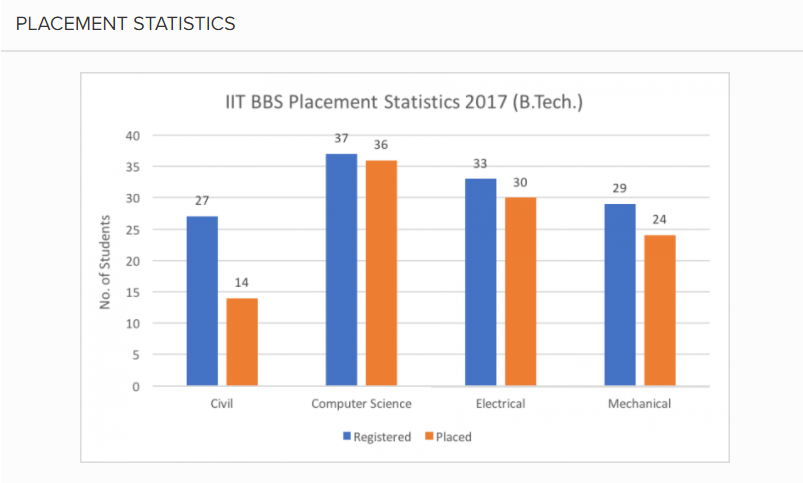 PLACEMENT STATISTICS
IIT BBS Placement Statistics 2017 (B.Tech.)
No. of Students
40
35
30
25
20
15
10
5
0
27
14
37
36
33
30
29
24
Civil
Computer Science
Electrical
Mechanical
Registered
Placed